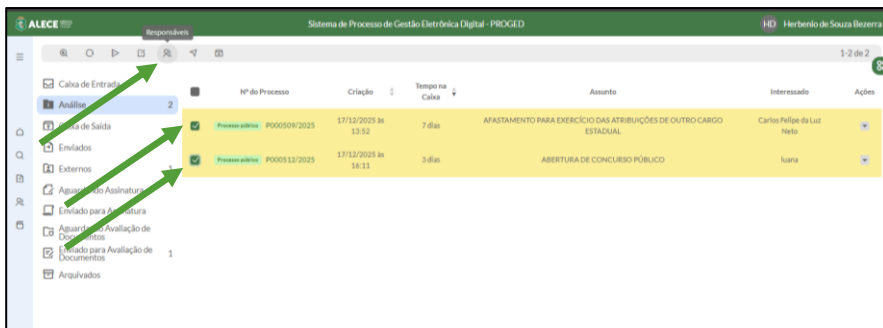 ALECE
Sistema de Processo de Gestão Eletrônica Digital - PROGED
HD Herbenio de Souza Bezerra
Responsáveis
1-2 de 2
Caixa de Entrada
Análise 2
Caixa de Saída
Enviados
Externos 1
Aguardando Assinatura
Enviado para Assinatura
Aguardando Avaliação de
Documentos
Enviado para Avaliação de
Documentos 1
Arquivados
Nº do Processo Criação Tempo na Caixa Assunto Interessado Ações
Processo público P000509/2025 17/12/2025 às 13:52 7 dias AFASTAMENTO PARA EXERCÍCIO DAS ATRIBUIÇÕES DE OUTRO CARGO ESTADUAL Carlos Felipe da Luz Neto
Processo público P000512/2025 17/12/2025 às 16:11 3 dias ABERTURA DE CONCURSO PÚBLICO luana